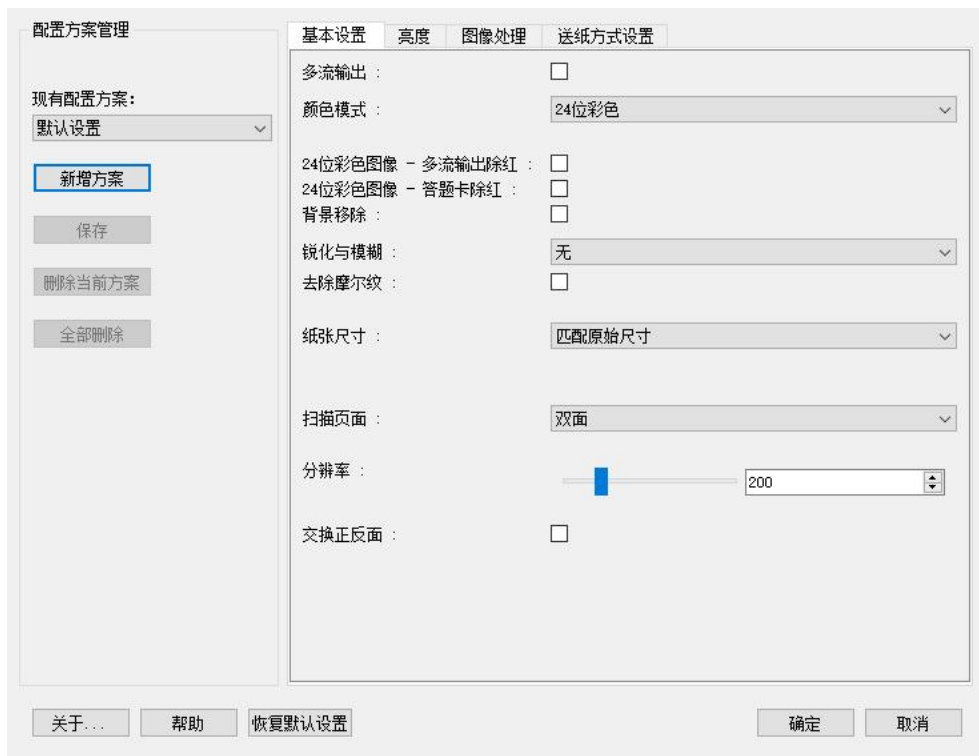 配置方案管理
现有配置方案：
默认设置
新增方案
保存
删除当前方案
全部删除
基本设置 亮度 图像处理 送纸方式设置
多流输出 :
颜色模式 : 24位彩色
24位彩色图像 - 多流输出除红 :
24位彩色图像 - 答题卡除红 :
背景移除 :
锐化与模糊 : 无
去除摩尔纹 :
纸张尺寸 : 匹配原始尺寸
扫描页面 : 双面
分辨率 : 200
交换正反面 :
关于... 帮助 恢复默认设置 确定 取消